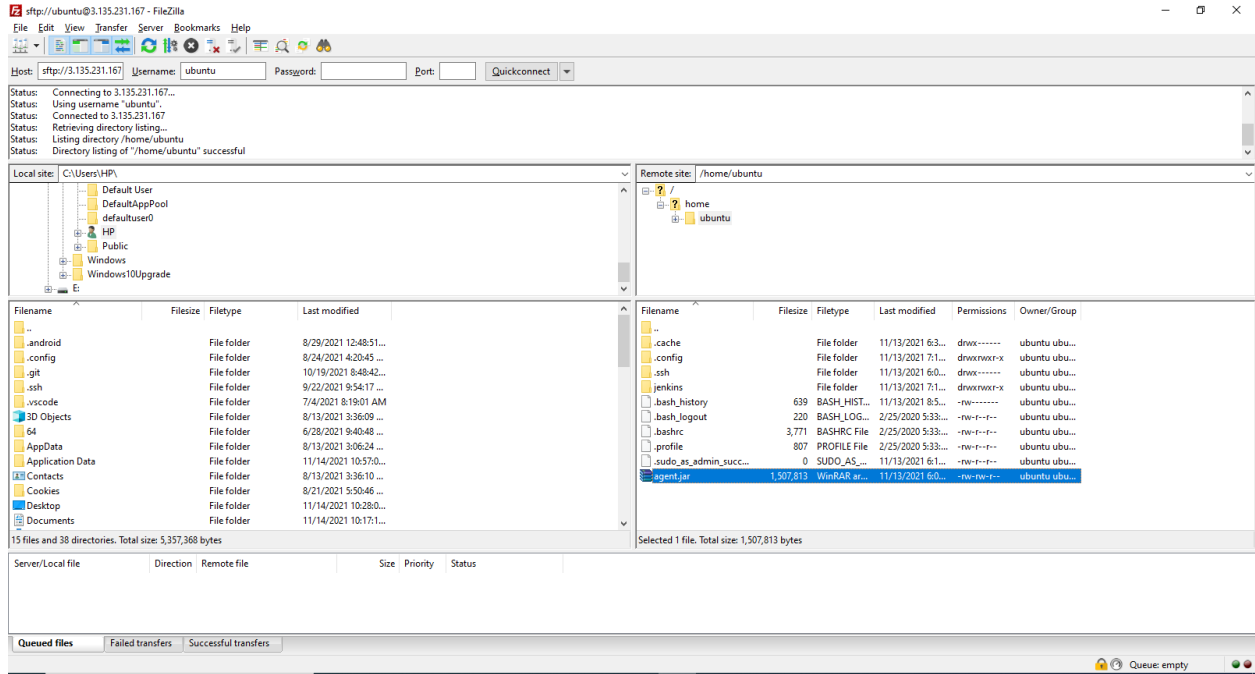 sftp://ubuntu@3.135.231.167 - FileZilla
File Edit View Transfer Server Bookmarks Help
Host: sftp://3.135.231.167 Username: ubuntu Password: Port: Quickconnect
Status: Connecting to 3.135.231.167...
Status: Using username "ubuntu".
Status: Connected to 3.135.231.167
Status: Retrieving directory listing...
Status: Listing directory /home/ubuntu
Status: Directory listing of "/home/ubuntu" successful
Local site: C:\Users\HP\
Default User
DefaultAppPool
defaultuser0
HP
Public
Windows
Windows10Upgrade
E:
Remote site: /home/ubuntu
? /
? home
ubuntu
Filename Filesize Filetype Last modified
..
.android File folder 8/29/2021 12:48:51...
.config File folder 8/24/2021 4:20:45 ...
.git File folder 10/19/2021 8:48:42...
.ssh File folder 9/22/2021 9:54:17 ...
.vscode File folder 7/4/2021 8:19:01 AM
3D Objects File folder 8/13/2021 3:36:09 ...
64 File folder 6/28/2021 9:40:48 ...
AppData File folder 8/13/2021 3:06:24 ...
Application Data File folder 11/14/2021 10:57:0...
Contacts File folder 8/13/2021 3:36:10 ...
Cookies File folder 8/21/2021 5:50:46 ...
Desktop File folder 11/14/2021 10:28:0...
Documents File folder 11/14/2021 10:17:1...
15 files and 38 directories. Total size: 5,357,368 bytes
Filename Filesize Filetype Last modified Permissions Owner/Group
..
.cache File folder 11/13/2021 6:3... drwx------ ubuntu ubu...
.config File folder 11/13/2021 7:1... drwxrwxr-x ubuntu ubu...
.ssh File folder 11/13/2021 6:0... drwx------ ubuntu ubu...
jenkins File folder 11/13/2021 7:1... drwxrwxr-x ubuntu ubu...
.bash_history 639 BASH_HIST... 11/13/2021 8:5... -rw------- ubuntu ubu...
.bash_logout 220 BASH_LOG... 2/25/2020 5:33:... -rw-r--r-- ubuntu ubu...
.bashrc 3,771 BASHRC File 2/25/2020 5:33:... -rw-r--r-- ubuntu ubu...
.profile 807 PROFILE File 2/25/2020 5:33:... -rw-r--r-- ubuntu ubu...
.sudo_as_admin_succ... 0 SUDO_AS_... 11/13/2021 6:1... -rw-r--r-- ubuntu ubu...
agent.jar 1,507,813 WinRAR ar... 11/13/2021 6:0... -rw-rw-r-- ubuntu ubu...
Selected 1 file. Total size: 1,507,813 bytes
Server/Local file Direction Remote file Size Priority Status
Queued files Failed transfers Successful transfers
Queue: empty